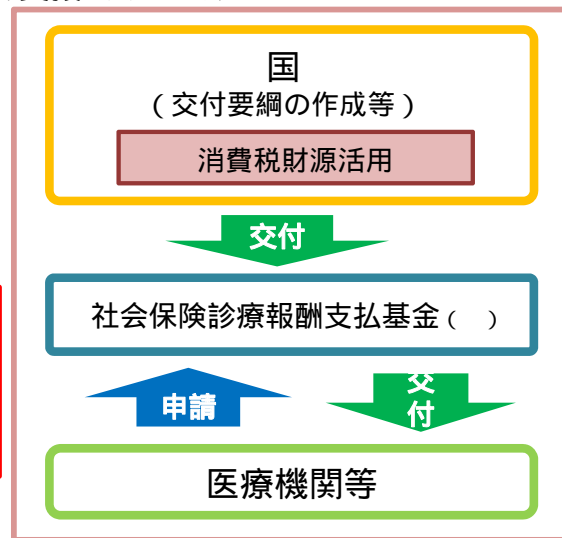 国
（交付要綱の作成等）
消費税財源活用
交付
社会保険診療報酬支払基金（　）
申請
交
付
医療機関等